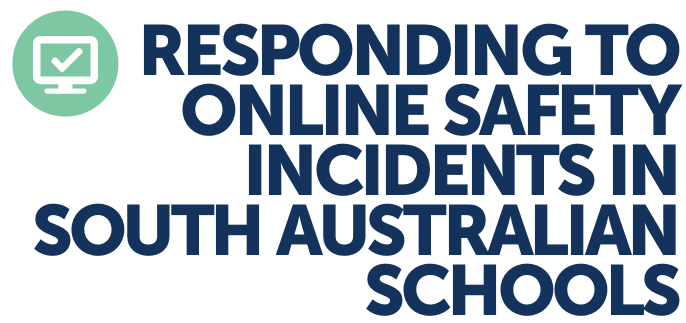 RESPONDING TO
ONLINE SAFETY
INCIDENTS IN
SOUTH AUSTRALIAN
SCHOOLS